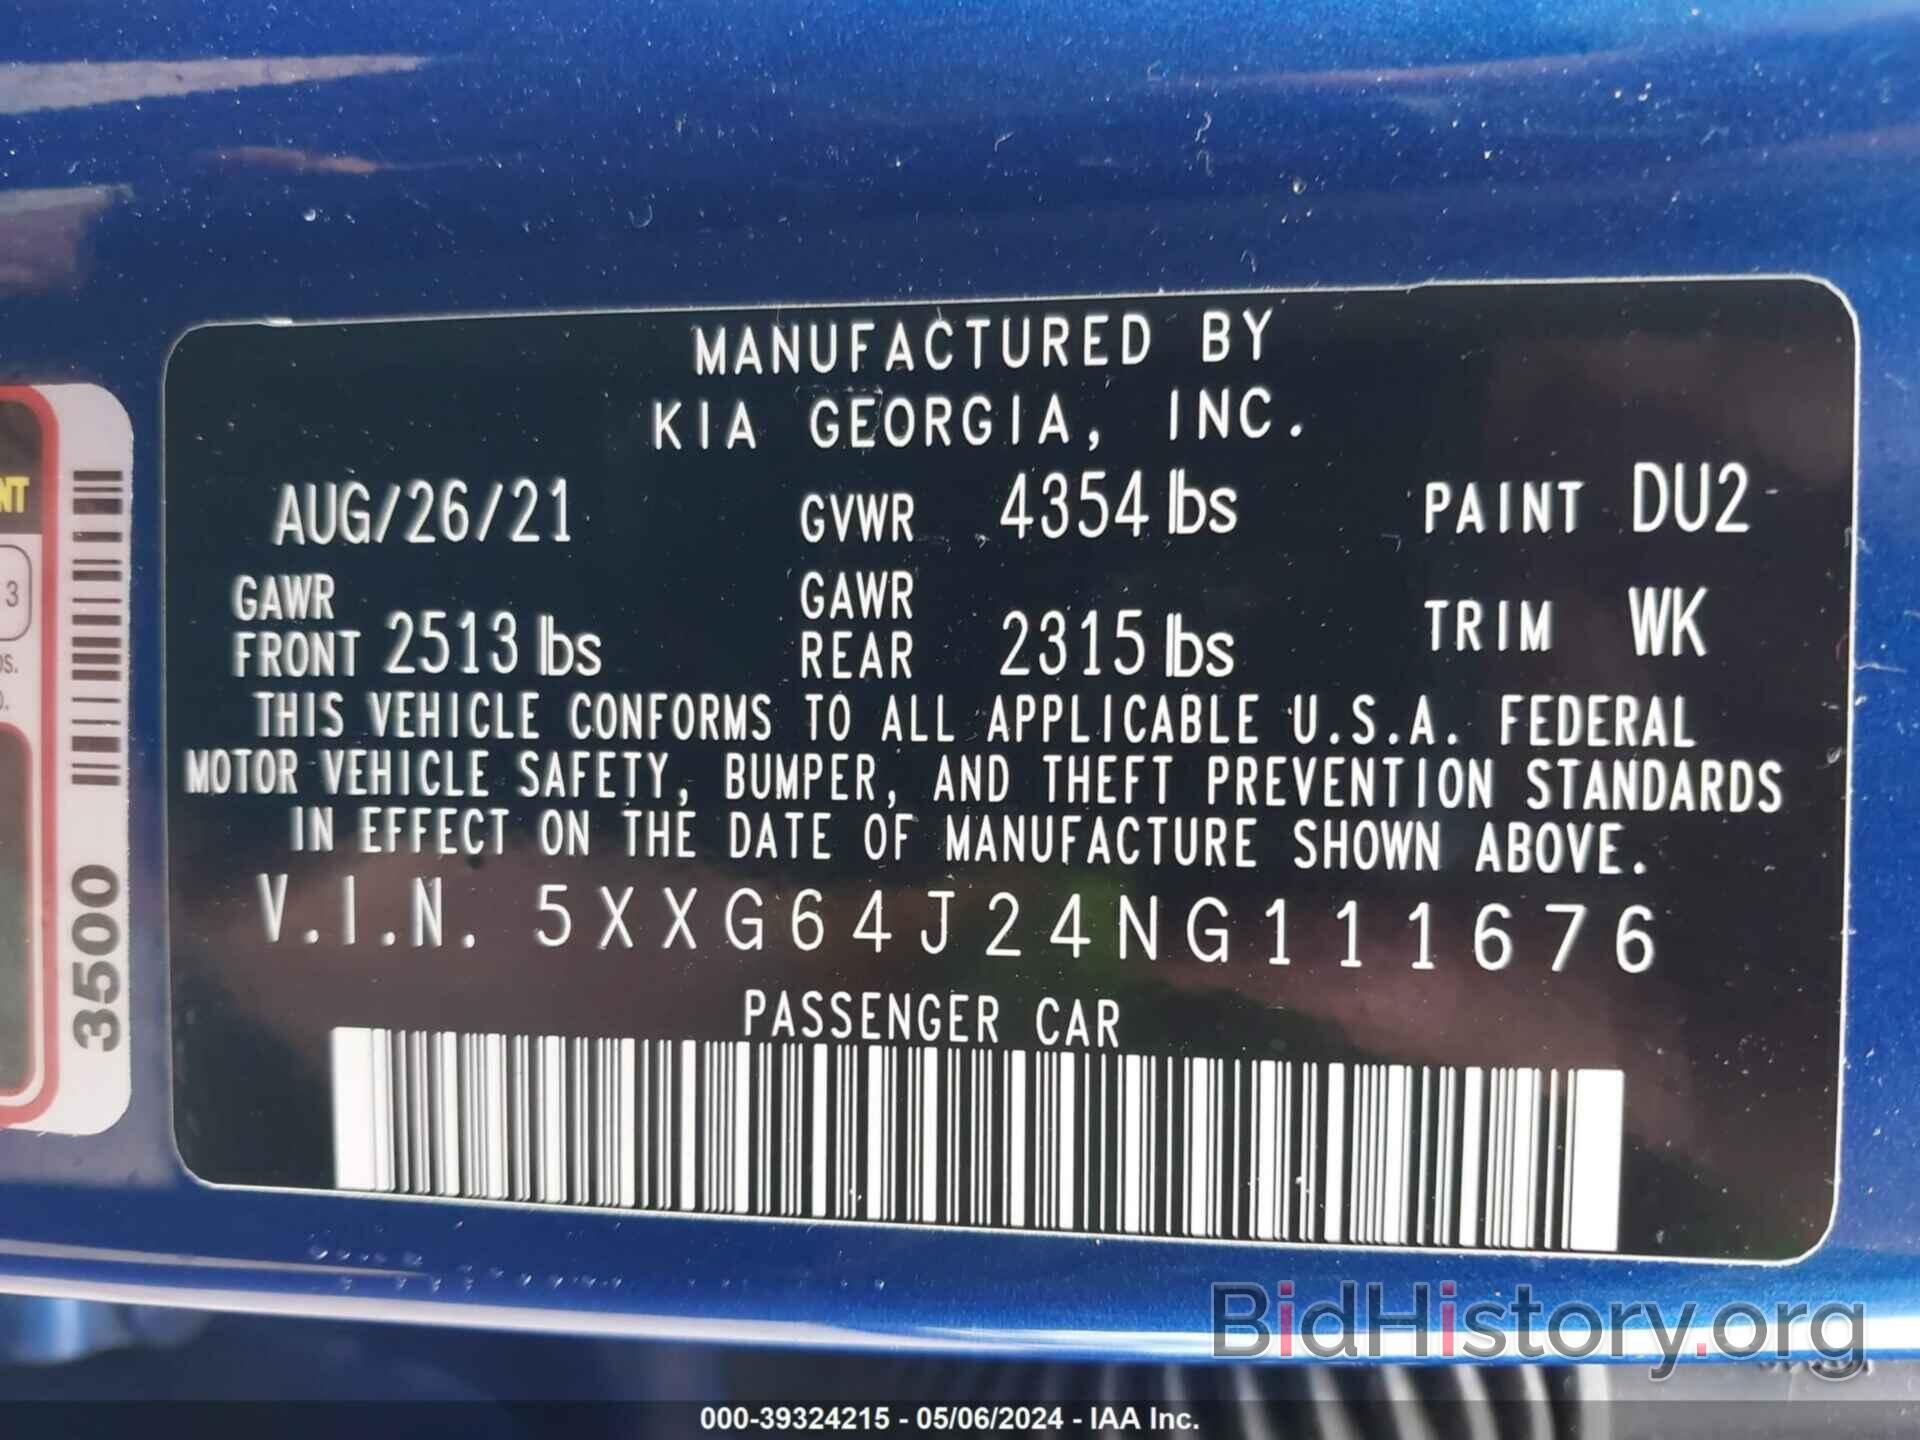 MANUFACTURED BY
KIA GEORGIA, INC.
AUG/26/21 GVWR 4354 lbs PAINT DU2
GAWR FRONT 2513 lbs GAWR REAR 2315 lbs TRIM WK
THIS VEHICLE CONFORMS TO ALL APPLICABLE U.S.A. FEDERAL
MOTOR VEHICLE SAFETY, BUMPER, AND THEFT PREVENTION STANDARDS
IN EFFECT ON THE DATE OF MANUFACTURE SHOWN ABOVE.
V.I.N. 5XXG64J24NG111676
PASSENGER CAR
3500
NT
3
BidHistory.org
000-39324215 - 05/06/2024 - IAA Inc.